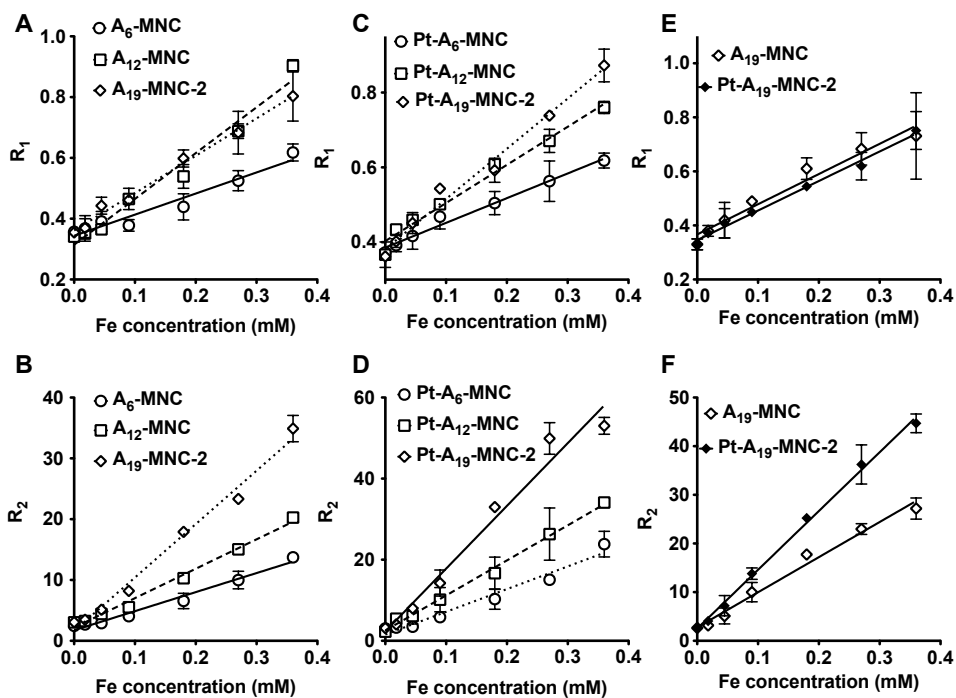 A
A6-MNC
A12-MNC
A19-MNC-2
1.0
0.8
0.6
0.4
0.2
R1
0.0 0.1 0.2 0.3 0.4
Fe concentration (mM)
C
Pt-A6-MNC
Pt-A12-MNC
Pt-A19-MNC-2
0.8
0.6
0.4
R1
0.0 0.1 0.2 0.3 0.4
Fe concentration (mM)
E
A19-MNC
Pt-A19-MNC-2
1.0
0.8
0.6
0.4
0.2
R1
0.0 0.1 0.2 0.3 0.4
Fe concentration (mM)
B
A6-MNC
A12-MNC
A19-MNC-2
40
30
20
10
0
R2
0.0 0.1 0.2 0.3 0.4
Fe concentration (mM)
D
Pt-A6-MNC
Pt-A12-MNC
Pt-A19-MNC-2
60
40
20
0
R2
0.0 0.1 0.2 0.3 0.4
Fe concentration (mM)
F
A19-MNC
Pt-A19-MNC-2
50
40
30
20
10
0
R2
0.0 0.1 0.2 0.3 0.4
Fe concentration (mM)